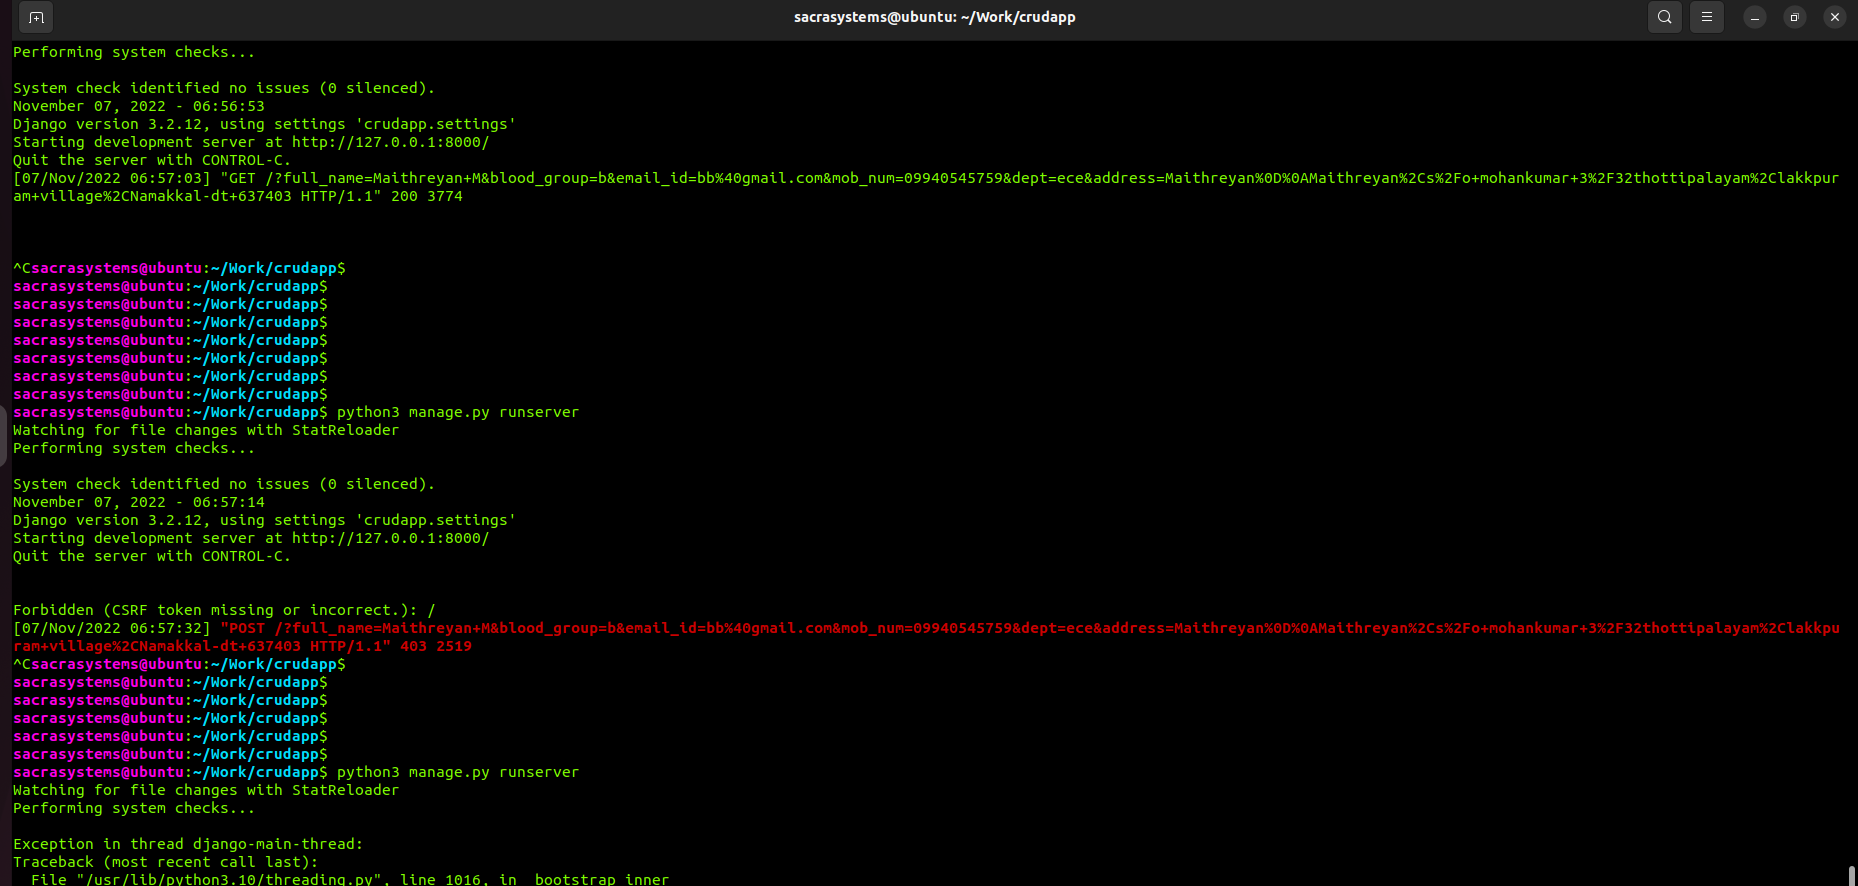 sacrasystems@ubuntu: ~/Work/crudapp
Performing system checks...
System check identified no issues (0 silenced).
November 07, 2022 - 06:56:53
Django version 3.2.12, using settings 'crudapp.settings'
Starting development server at http://127.0.0.1:8000/
Quit the server with CONTROL-C.
[07/Nov/2022 06:57:03] "GET /?full_name=Maithreyan+M&blood_group=b&email_id=bb%40gmail.com&mob_num=09940545759&dept=ece&address=Maithreyan%0D%0AMaithreyan%2Cs%2Fo+mohankumar+3%2F32thottipalayam%2Clakkpur
am+village%2CNamakkal-dt+637403 HTTP/1.1" 200 3774
^Csacrasystems@ubuntu:~/Work/crudapp$
sacrasystems@ubuntu:~/Work/crudapp$
sacrasystems@ubuntu:~/Work/crudapp$
sacrasystems@ubuntu:~/Work/crudapp$
sacrasystems@ubuntu:~/Work/crudapp$
sacrasystems@ubuntu:~/Work/crudapp$
sacrasystems@ubuntu:~/Work/crudapp$
sacrasystems@ubuntu:~/Work/crudapp$
sacrasystems@ubuntu:~/Work/crudapp$ python3 manage.py runserver
Watching for file changes with StatReloader
Performing system checks...
System check identified no issues (0 silenced).
November 07, 2022 - 06:57:14
Django version 3.2.12, using settings 'crudapp.settings'
Starting development server at http://127.0.0.1:8000/
Quit the server with CONTROL-C.
Forbidden (CSRF token missing or incorrect.): /
[07/Nov/2022 06:57:32] "POST /?full_name=Maithreyan+M&blood_group=b&email_id=bb%40gmail.com&mob_num=09940545759&dept=ece&address=Maithreyan%0D%0AMaithreyan%2Cs%2Fo+mohankumar+3%2F32thottipalayam%2Clakkpu
ram+village%2CNamakkal-dt+637403 HTTP/1.1" 403 2519
^Csacrasystems@ubuntu:~/Work/crudapp$
sacrasystems@ubuntu:~/Work/crudapp$
sacrasystems@ubuntu:~/Work/crudapp$
sacrasystems@ubuntu:~/Work/crudapp$
sacrasystems@ubuntu:~/Work/crudapp$
sacrasystems@ubuntu:~/Work/crudapp$
sacrasystems@ubuntu:~/Work/crudapp$ python3 manage.py runserver
Watching for file changes with StatReloader
Performing system checks...
Exception in thread django-main-thread:
Traceback (most recent call last):
  File "/usr/lib/python3.10/threading.py", line 1016, in _bootstrap_inner